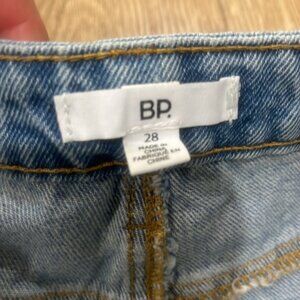 BP.
28
MADE IN
CHINA
FABRIQUÉ EN
CHINE